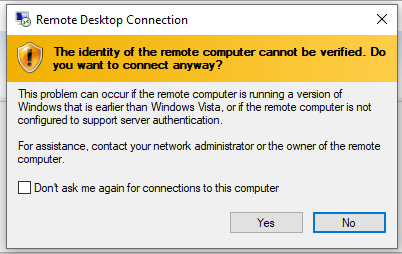 Remote Desktop Connection
The identity of the remote computer cannot be verified. Do
you want to connect anyway?
This problem can occur if the remote computer is running a version of
Windows that is earlier than Windows Vista, or if the remote computer is not
configured to support server authentication.
For assistance, contact your network administrator or the owner of the remote
computer.
Don't ask me again for connections to this computer
Yes
No